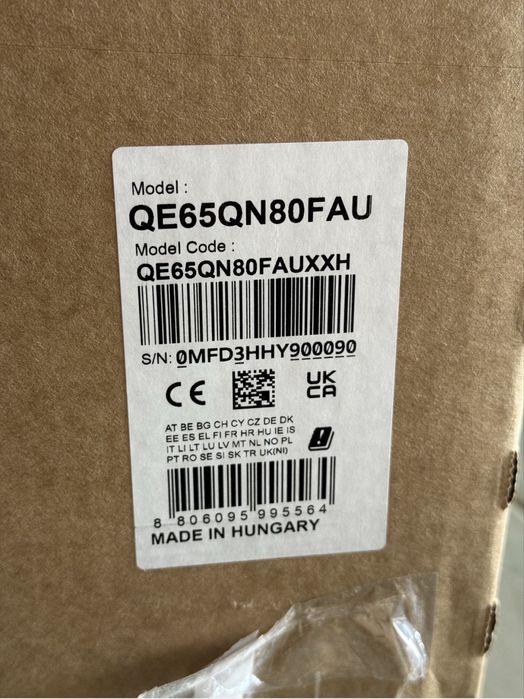 Model :
QE65QN80FAU
Model Code :
QE65QN80FAUXXH
S/N: 0MFD3HHY900090
CE
UK
CA
AT BE BG CH CY CZ DE DK
EE ES EL FI FR HR HU IE IS
IT LI LT LU LV MT NL NO PL
PT RO SE SI SK TR UK(NI)
8 806095 995564
MADE IN HUNGARY